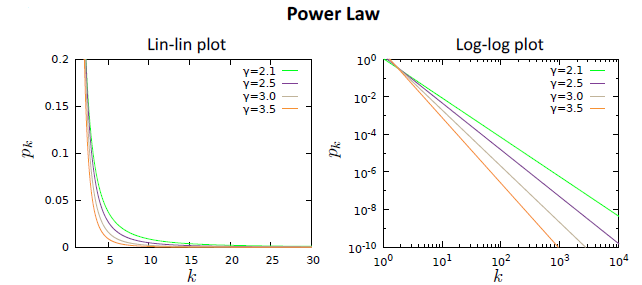 Power Law
Lin-lin plot
0.2
0.15
0.1
0.05
0
p_k
γ=2.1
γ=2.5
γ=3.0
γ=3.5
5 10 15 20 25 30
k
Log-log plot
10^0
10^-2
10^-4
10^-6
10^-8
10^-10
p_k
γ=2.1
γ=2.5
γ=3.0
γ=3.5
10^0 10^1 10^2 10^3 10^4
k